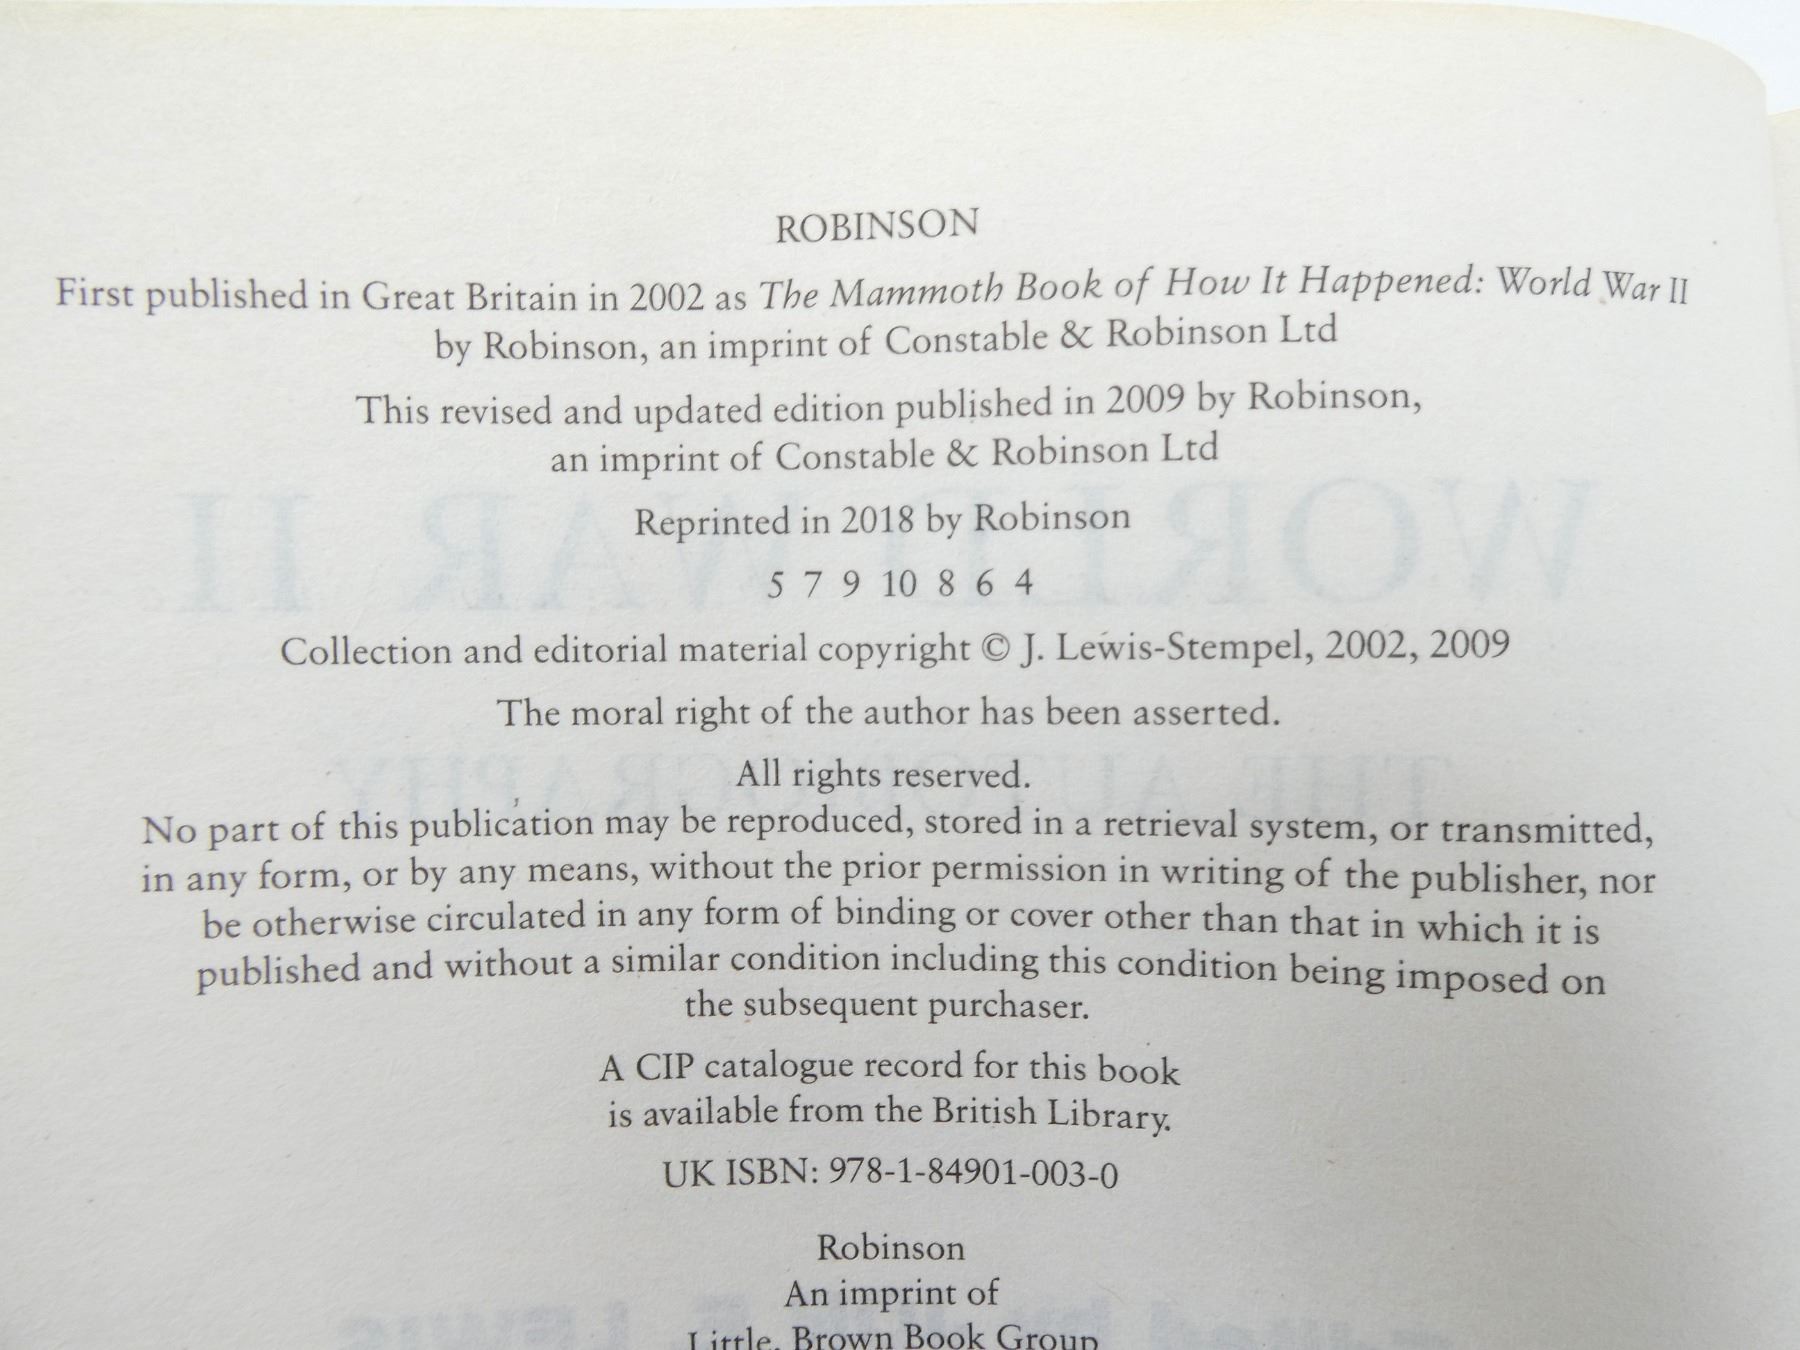 ROBINSON
First published in Great Britain in 2002 as The Mammoth Book of How It Happened: World War II
by Robinson, an imprint of Constable & Robinson Ltd
This revised and updated edition published in 2009 by Robinson,
an imprint of Constable & Robinson Ltd
Reprinted in 2018 by Robinson
5 7 9 10 8 6 4
Collection and editorial material copyright © J. Lewis-Stempel, 2002, 2009
The moral right of the author has been asserted.
All rights reserved.
No part of this publication may be reproduced, stored in a retrieval system, or transmitted,
in any form, or by any means, without the prior permission in writing of the publisher, nor
be otherwise circulated in any form of binding or cover other than that in which it is
published and without a similar condition including this condition being imposed on
the subsequent purchaser.
A CIP catalogue record for this book
is available from the British Library.
UK ISBN: 978-1-84901-003-0
Robinson
An imprint of
Little, Brown Book Group